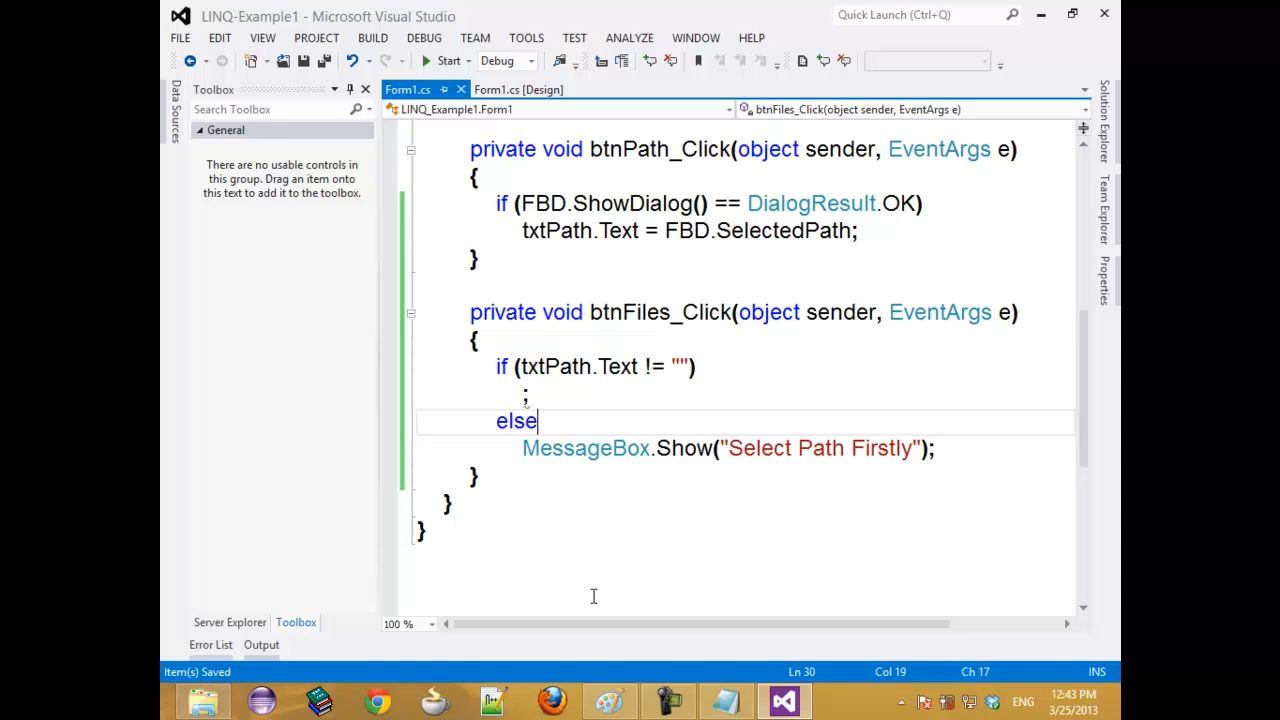 LINQ-Example1 - Microsoft Visual Studio
Quick Launch (Ctrl+Q)
FILE EDIT VIEW PROJECT BUILD DEBUG TEAM TOOLS TEST ANALYZE WINDOW HELP
Start Debug
Data Sources
Toolbox
Search Toolbox
General
There are no usable controls in
this group. Drag an item onto
this text to add it to the toolbox.
Form1.cs
Form1.cs [Design]
LINQ_Example1.Form1
btnFiles_Click(object sender, EventArgs e)
private void btnPath_Click(object sender, EventArgs e)
{
if (FBD.ShowDialog() == DialogResult.OK)
txtPath.Text = FBD.SelectedPath;
}
private void btnFiles_Click(object sender, EventArgs e)
{
if (txtPath.Text != "")
;
else
MessageBox.Show("Select Path Firstly");
}
}
}
Solution Explorer
Team Explorer
Properties
100 %
Server Explorer
Toolbox
Error List
Output
Item(s) Saved
Ln 30
Col 19
Ch 17
INS
ENG
12:43 PM
3/25/2013